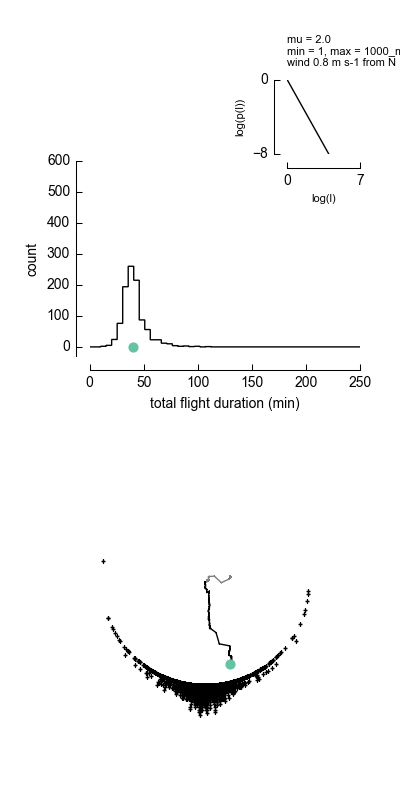 mu = 2.0
min = 1, max = 1000_m
wind 0.8 m s-1 from N
0
log(p(l))
−8
0 7
log(l)
600
500
400
300
200
100
0
count
0 50 100 150 200 250
total flight duration (min)